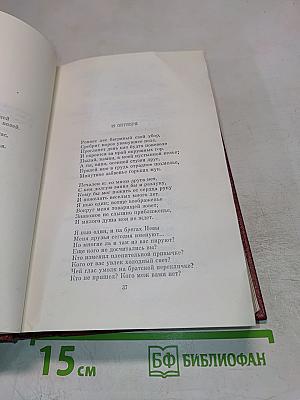 19 ОКТЯБРЯ
Роняет лес багряный свой убор,
Сребрит мороз увянувшее поле,
Проглянет день как будто поневоле
И скроется за край окружных гор.
Пылай, камин, в моей пустынной келье;
А ты, вино, осенней стужи друг,
Пролей мне в грудь отрадное похмелье,
Минутное забвенье горьких мук.
Печален я: со мною друга нет,
С кем долгую запил бы я разлуку,
Кому бы мог пожать от сердца руку
И пожелать веселых много лет.
Я пью один; вотще воображенье
Вокруг меня товарищей зовет;
Знакомое не слышно приближенье,
И милого душа моя не ждет.
Я пью один, и на брегах Невы
Меня друзья сегодня именуют...
Но многие ль и там из вас пируют?
Еще кого не досчитались вы?
Кто изменил пленительной привычке?
Кого от вас увлек холодный свет?
Чей глас умолк на братской перекличке?
Кто не пришел? Кого меж вами нет?
37
15 см
БФ БИБЛИОФАН